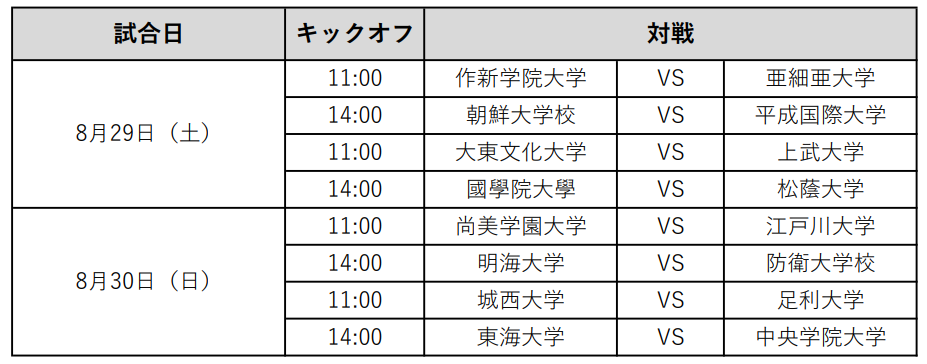 試合日 キックオフ 対戦
8月29日（土）
11:00 作新学院大学 VS 亜細亜大学
14:00 朝鮮大学校 VS 平成国際大学
11:00 大東文化大学 VS 上武大学
14:00 國學院大學 VS 松蔭大学
8月30日（日）
11:00 尚美学園大学 VS 江戸川大学
14:00 明海大学 VS 防衛大学校
11:00 城西大学 VS 足利大学
14:00 東海大学 VS 中央学院大学